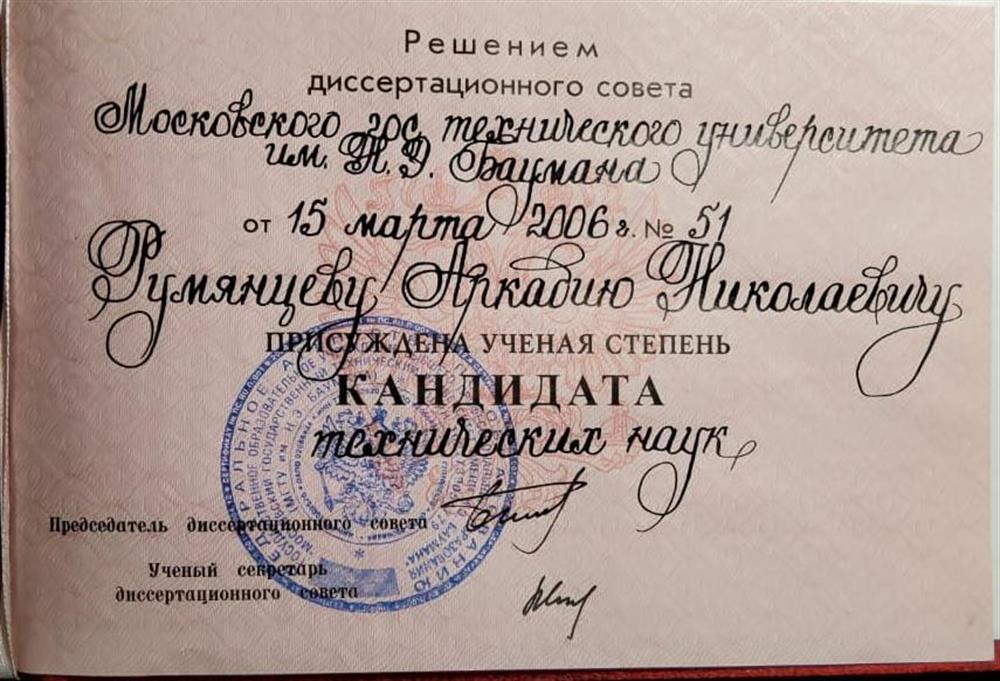 Решением
диссертационного совета
Московского гос. технического университета
им. Н.Э. Баумана
от 15 марта 2006 г. № 51
Румянцеву Аркадию Николаевичу
ПРИСУЖДЕНА УЧЕНАЯ СТЕПЕНЬ
КАНДИДАТА
технических наук
Председатель диссертационного совета
Ученый секретарь
диссертационного совета